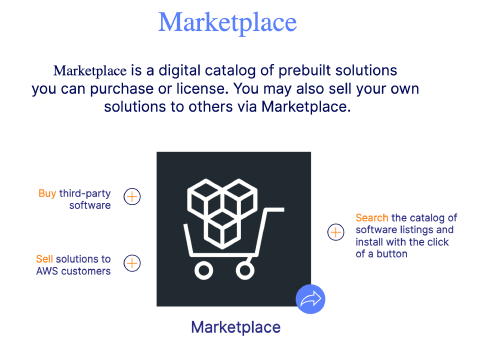 Marketplace
Marketplace is a digital catalog of prebuilt solutions
you can purchase or license. You may also sell your own
solutions to others via Marketplace.
Buy third-party
software
Sell solutions to
AWS customers
Search the catalog of
software listings and
install with the click
of a button
Marketplace